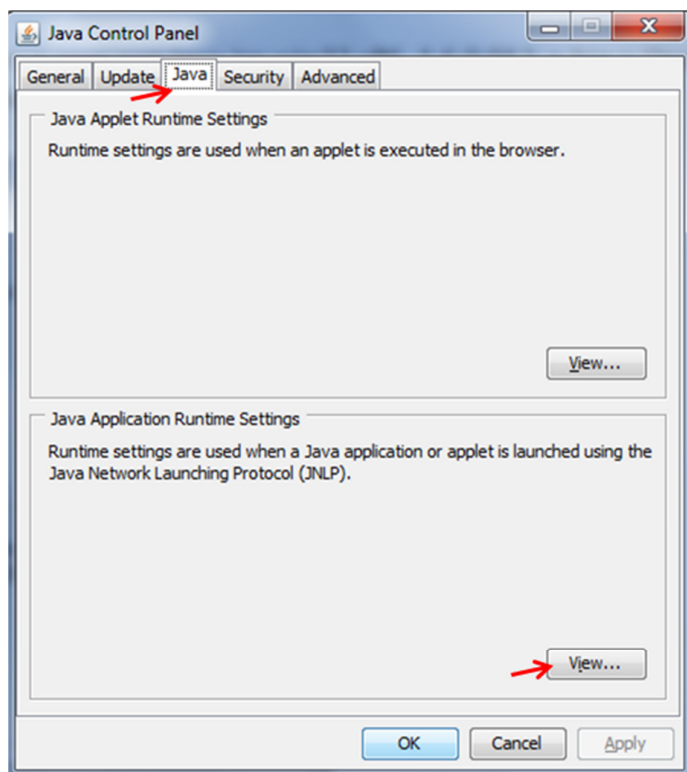 Java Control Panel
General Update Java Security Advanced
Java Applet Runtime Settings
Runtime settings are used when an applet is executed in the browser.
View...
Java Application Runtime Settings
Runtime settings are used when a Java application or applet is launched using the
Java Network Launching Protocol (JNLP).
View...
OK Cancel Apply